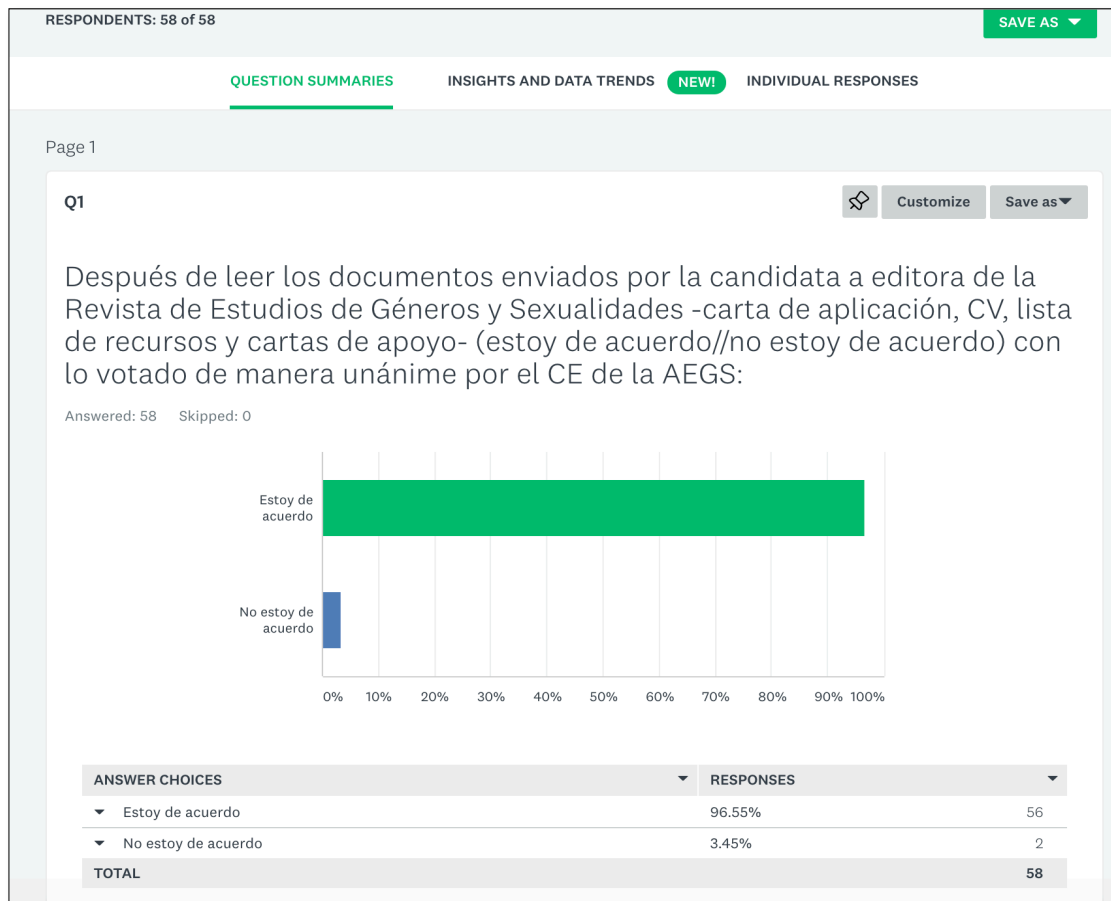 RESPONDENTS: 58 of 58
SAVE AS
QUESTION SUMMARIES INSIGHTS AND DATA TRENDS NEW! INDIVIDUAL RESPONSES
Page 1
Q1 Customize Save as
Después de leer los documentos enviados por la candidata a editora de la
Revista de Estudios de Géneros y Sexualidades -carta de aplicación, CV, lista
de recursos y cartas de apoyo- (estoy de acuerdo//no estoy de acuerdo) con
lo votado de manera unánime por el CE de la AEGS:
Answered: 58 Skipped: 0
Estoy de
acuerdo
No estoy de
acuerdo
0% 10% 20% 30% 40% 50% 60% 70% 80% 90% 100%
ANSWER CHOICES RESPONSES
Estoy de acuerdo 96.55% 56
No estoy de acuerdo 3.45% 2
TOTAL 58